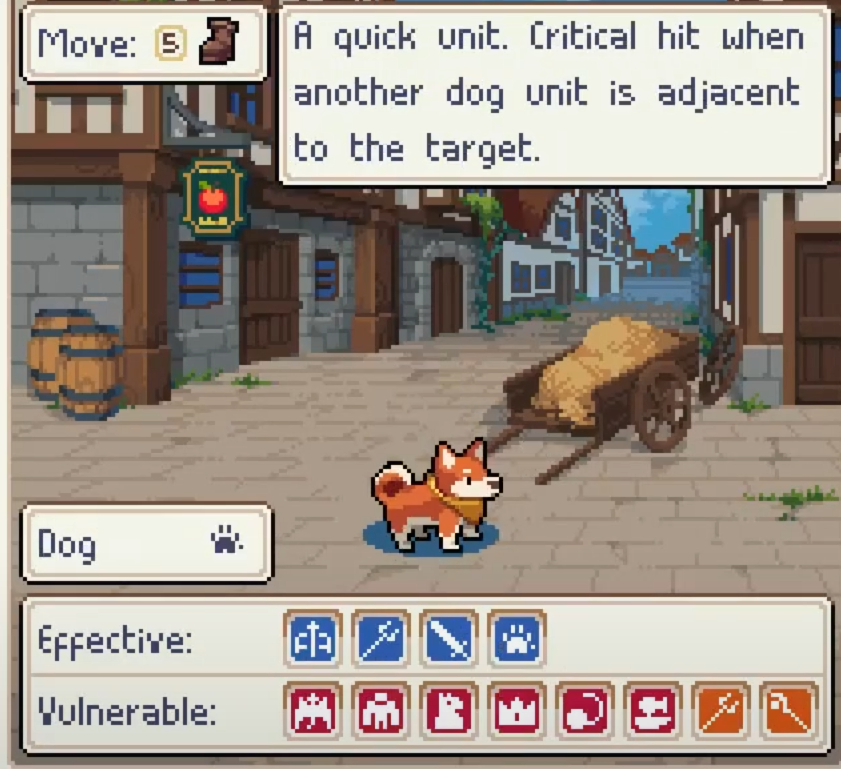 Move: 5
A quick unit. Critical hit when
another dog unit is adjacent
to the target.
Dog
Effective:
Vulnerable: